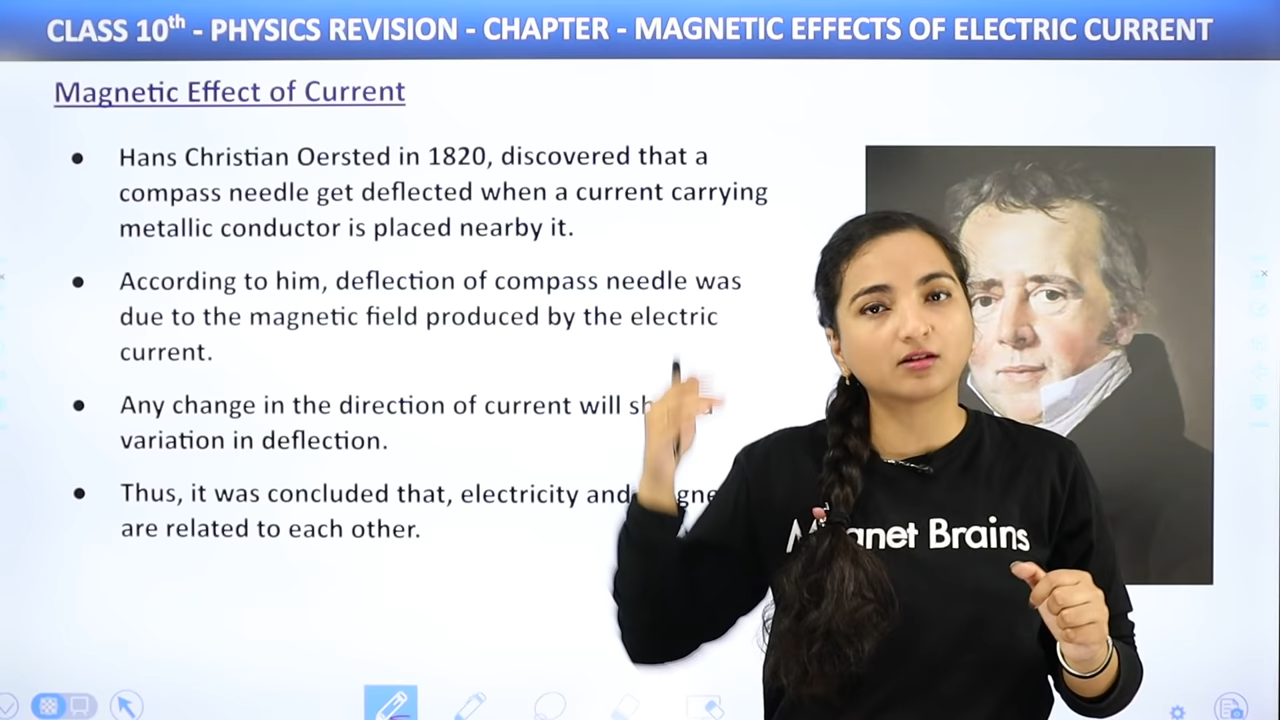 CLASS 10th - PHYSICS REVISION - CHAPTER - MAGNETIC EFFECTS OF ELECTRIC CURRENT
Magnetic Effect of Current
● Hans Christian Oersted in 1820, discovered that a
compass needle get deflected when a current carrying
metallic conductor is placed nearby it.
● According to him, deflection of compass needle was
due to the magnetic field produced by the electric
current.
● Any change in the direction of current will
variation in deflection.
● Thus, it was concluded that, electricity and
are related to each other.
Magnet Brains